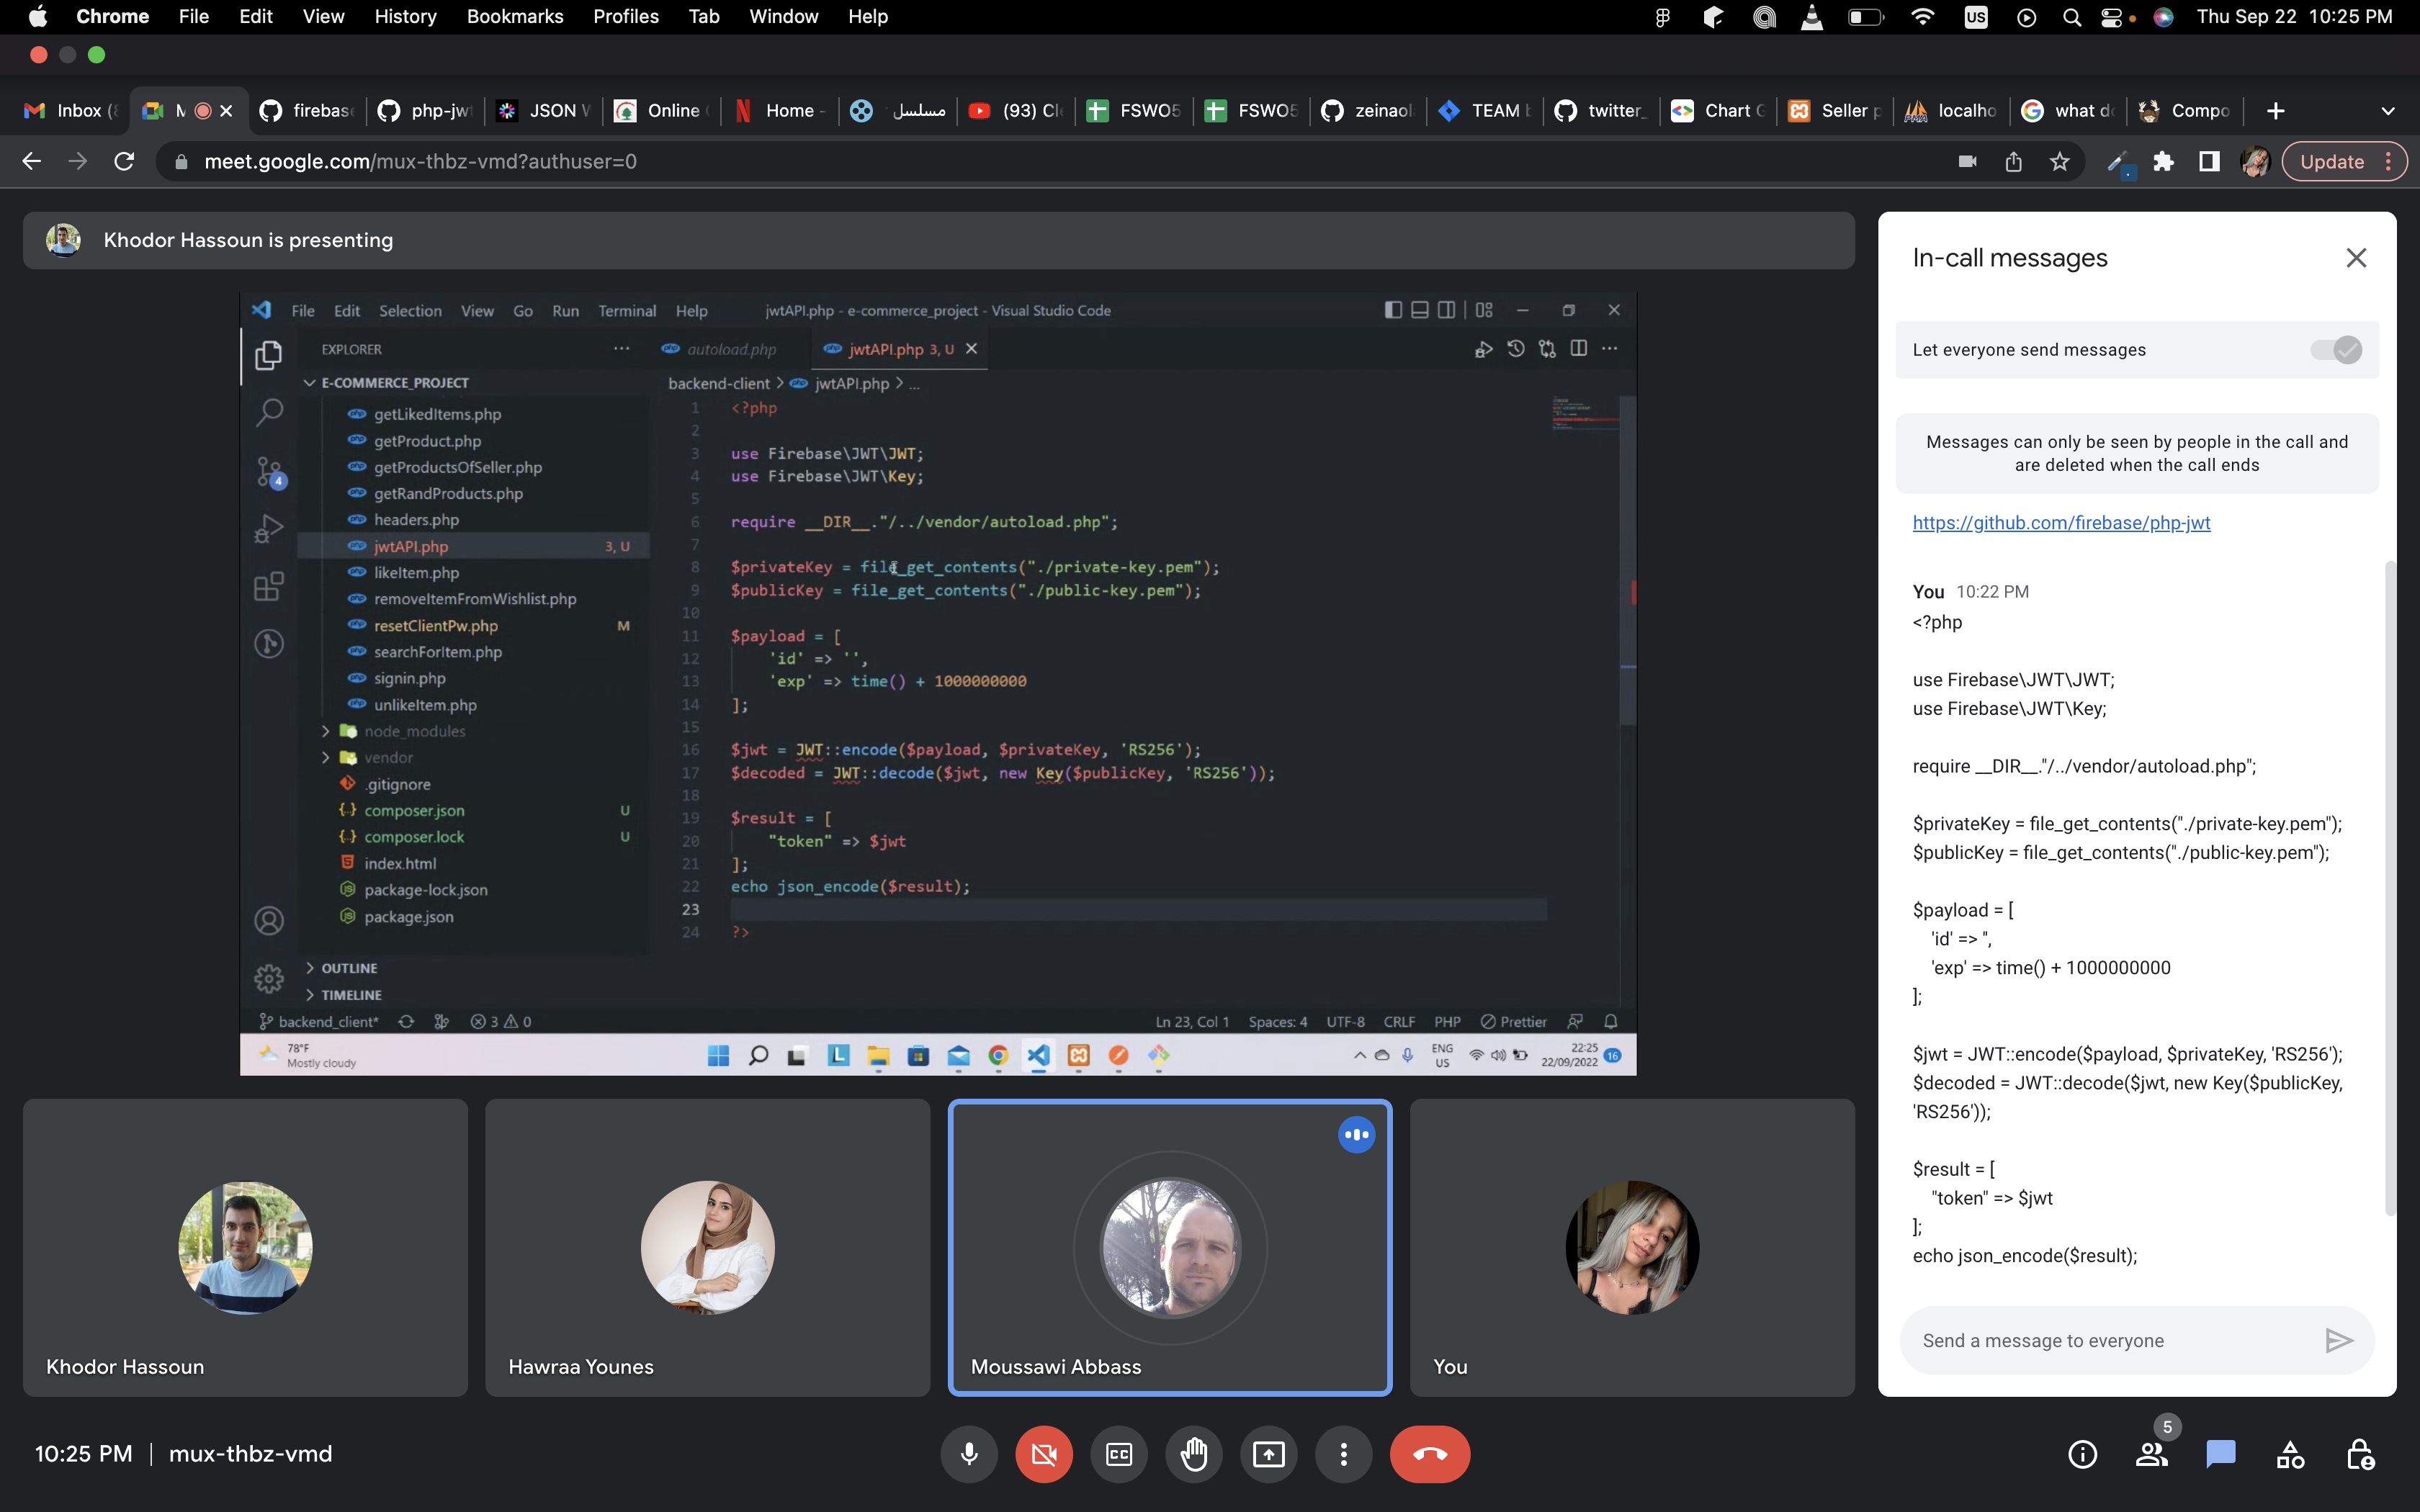 Chrome File Edit View History Bookmarks Profiles Tab Window Help US Thu Sep 22 10:25 PM
Inbox (8 M firebase php-jw JSON W Online Home - مسلسل (93) Cl FSWO5 FSWO5 zeinaol TEAM b twitter_ Chart G Seller p localho what do Compo
meet.google.com/mux-thbz-vmd?authuser=0 Update
Khodor Hassoun is presenting
File Edit Selection View Go Run Terminal Help jwtAPI.php - e-commerce_project - Visual Studio Code
EXPLORER
autoload.php jwtAPI.php 3, U
E-COMMERCE_PROJECT
getLikedItems.php
getProduct.php
getProductsOfSeller.php
getRandProducts.php
headers.php
jwtAPI.php 3, U
likeItem.php
removeItemFromWishlist.php
resetClientPw.php M
searchForItem.php
signin.php
unlikeItem.php
node_modules
vendor
.gitignore
composer.json U
composer.lock U
index.html
package-lock.json
package.json
OUTLINE
TIMELINE
4
backend-client > jwtAPI.php > ...
1 <?php
2
3 use Firebase\JWT\JWT;
4 use Firebase\JWT\Key;
5
6 require __DIR__."/../vendor/autoload.php";
7
8 $privateKey = file_get_contents("./private-key.pem");
9 $publicKey = file_get_contents("./public-key.pem");
10
11 $payload = [
12 'id' => '',
13 'exp' => time() + 1000000000
14 ];
15
16 $jwt = JWT::encode($payload, $privateKey, 'RS256');
17 $decoded = JWT::decode($jwt, new Key($publicKey, 'RS256'));
18
19 $result = [
20 "token" => $jwt
21 ];
22 echo json_encode($result);
23
24 ?>
backend_client* 3 0 Ln 23, Col 1 Spaces: 4 UTF-8 CRLF PHP Prettier
78°F
Mostly cloudy
ENG
US
22:25
22/09/2022
16
In-call messages
Let everyone send messages
Messages can only be seen by people in the call and
are deleted when the call ends
https://github.com/firebase/php-jwt
You 10:22 PM
<?php
use Firebase\JWT\JWT;
use Firebase\JWT\Key;
require __DIR__."/../vendor/autoload.php";
$privateKey = file_get_contents("./private-key.pem");
$publicKey = file_get_contents("./public-key.pem");
$payload = [
'id' => '',
'exp' => time() + 1000000000
];
$jwt = JWT::encode($payload, $privateKey, 'RS256');
$decoded = JWT::decode($jwt, new Key($publicKey,
'RS256'));
$result = [
"token" => $jwt
];
echo json_encode($result);
Send a message to everyone
Khodor Hassoun
Hawraa Younes
Moussawi Abbass
You
10:25 PM | mux-thbz-vmd
CC
5